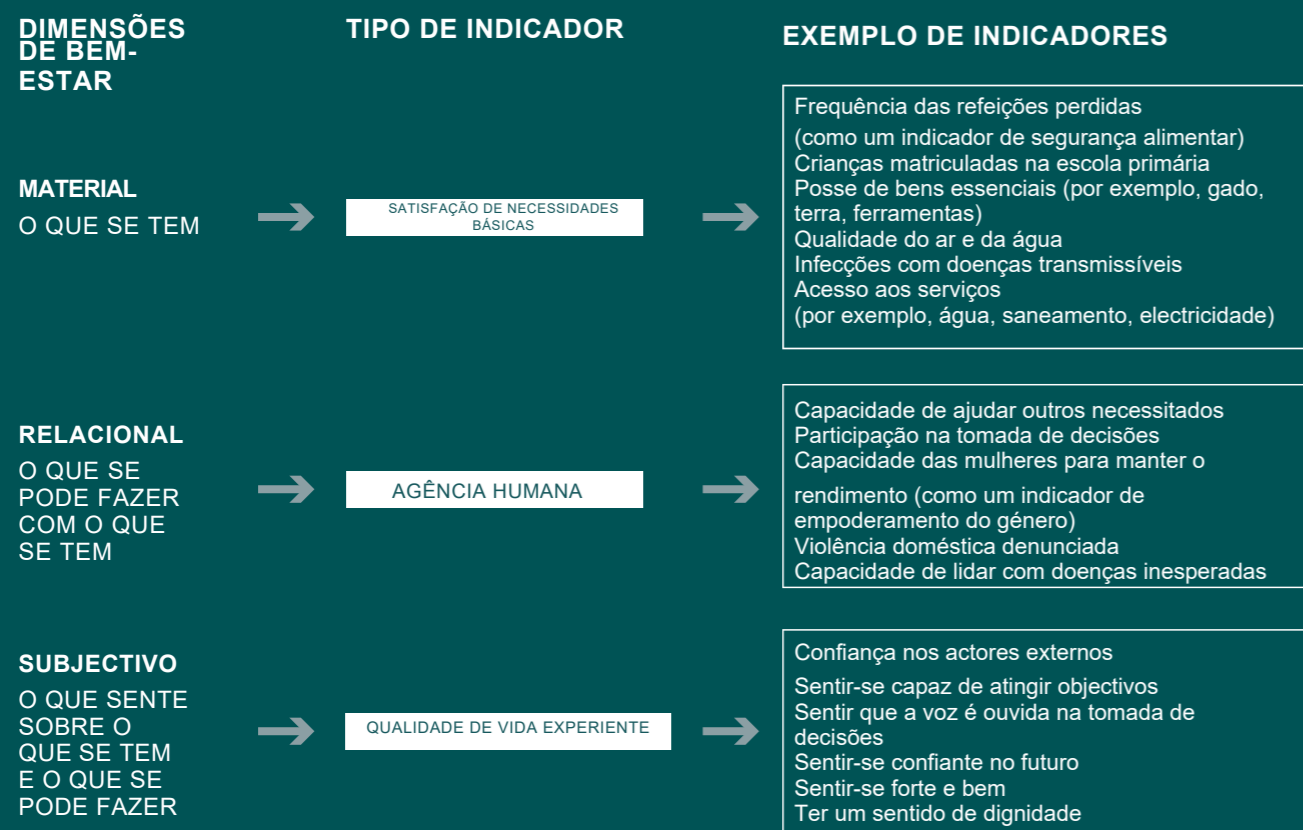 DIMENSÕES
DE BEM-
ESTAR
TIPO DE INDICADOR
EXEMPLO DE INDICADORES
MATERIAL
O QUE SE TEM
SATISFAÇÃO DE NECESSIDADES
BÁSICAS
Frequência das refeições perdidas
(como um indicador de segurança alimentar)
Crianças matriculadas na escola primária
Posse de bens essenciais (por exemplo, gado,
terra, ferramentas)
Qualidade do ar e da água
Infecções com doenças transmissíveis
Acesso aos serviços
(por exemplo, água, saneamento, electricidade)
RELACIONAL
O QUE SE
PODE FAZER
COM O QUE
SE TEM
AGÊNCIA HUMANA
Capacidade de ajudar outros necessitados
Participação na tomada de decisões
Capacidade das mulheres para manter o
rendimento (como um indicador de
empoderamento do género)
Violência doméstica denunciada
Capacidade de lidar com doenças inesperadas
SUBJECTIVO
O QUE SENTE
SOBRE O
QUE SE TEM
E O QUE SE
PODE FAZER
QUALIDADE DE VIDA EXPERIENTE
Confiança nos actores externos
Sentir-se capaz de atingir objectivos
Sentir que a voz é ouvida na tomada de
decisões
Sentir-se confiante no futuro
Sentir-se forte e bem
Ter um sentido de dignidade